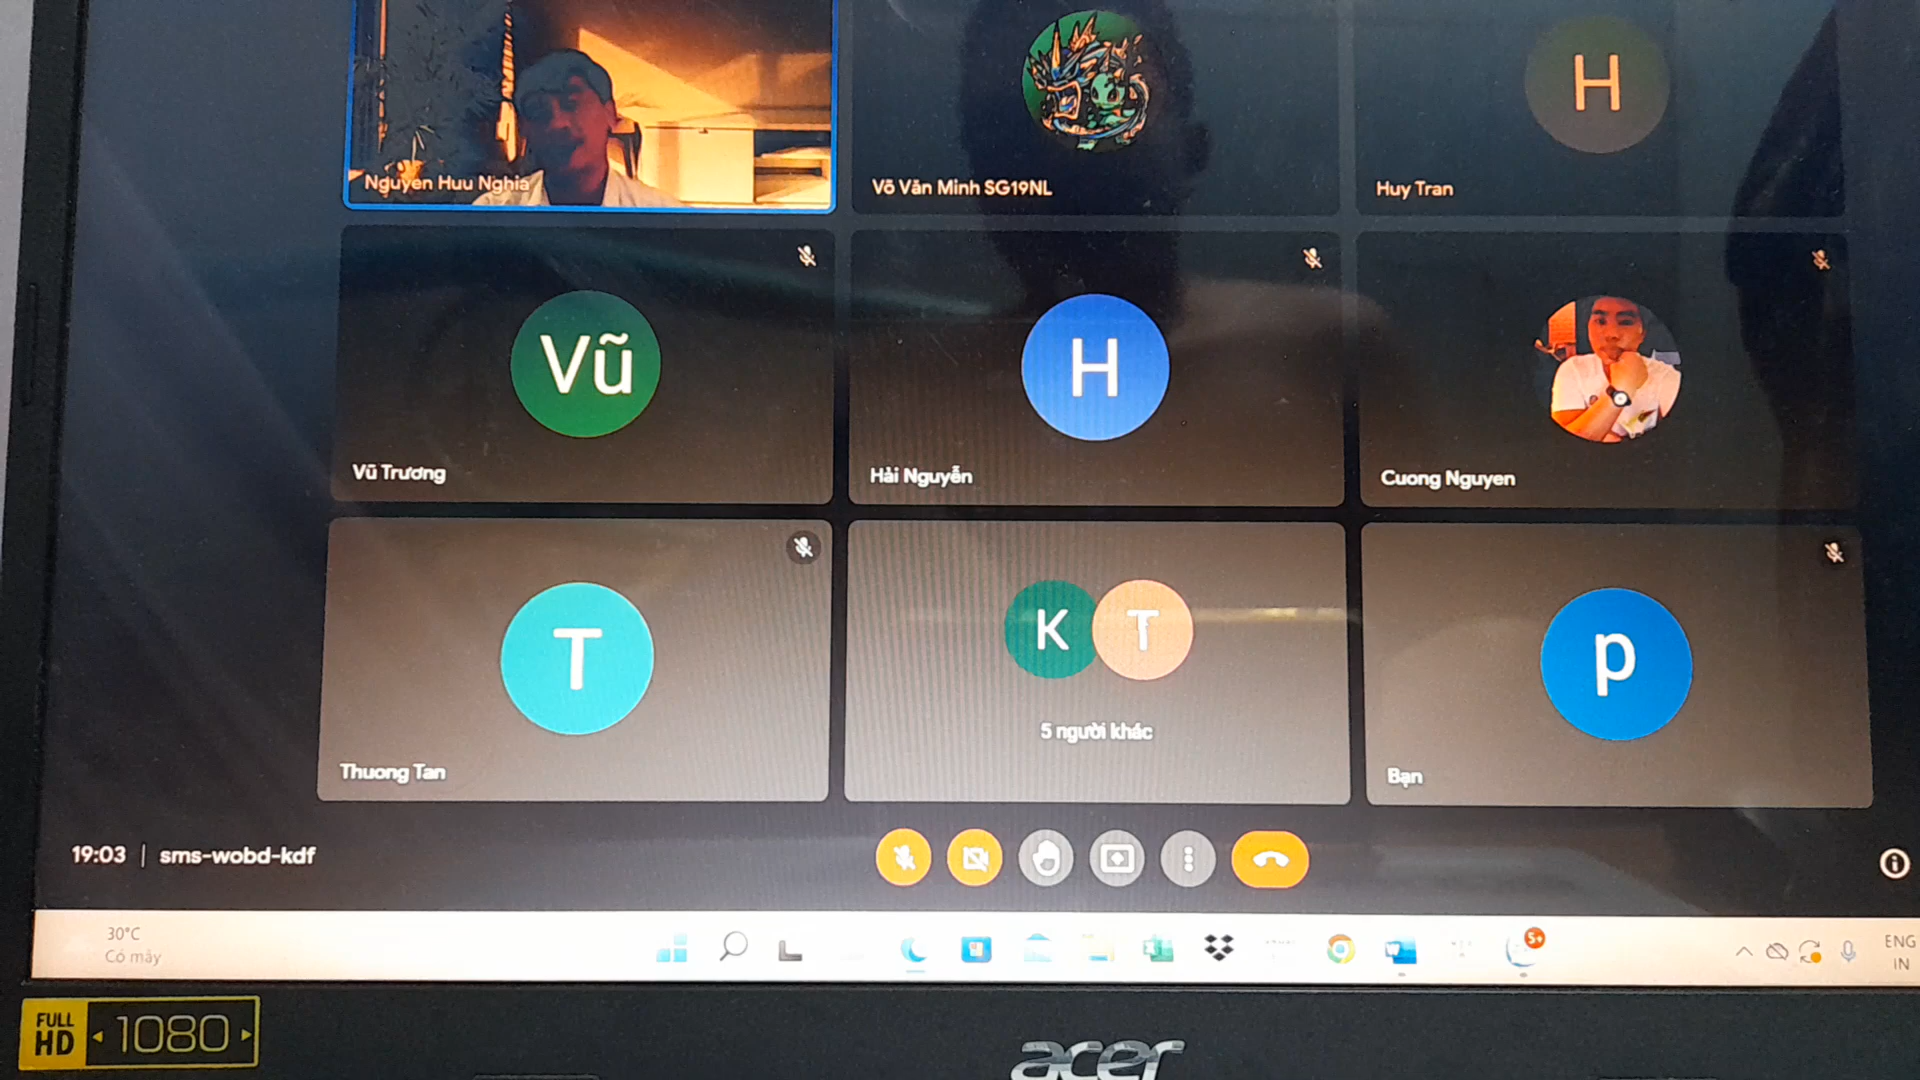 H
Nguyen Huu Nghia
Võ Văn Minh SG19NL
Huy Tran
Vũ
H
Vũ Trương
Hải Nguyễn
Cuong Nguyen
T
K
T
p
5 người khác
Thuong Tan
Bạn
19:03 | sms-wobd-kdf
30°C
Có mây
5+
ENG
IN
FULL
HD
1080
acer